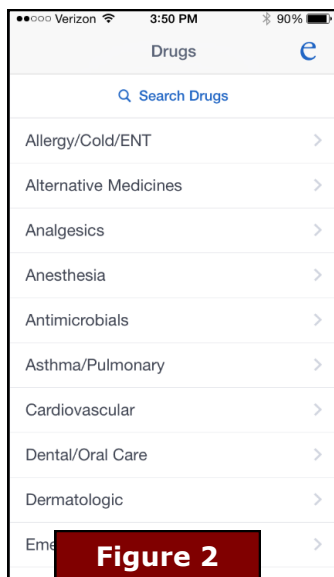 Verizon 3:50 PM 90%
Drugs e
Search Drugs
Allergy/Cold/ENT
Alternative Medicines
Analgesics
Anesthesia
Antimicrobials
Asthma/Pulmonary
Cardiovascular
Dental/Oral Care
Dermatologic
Figure 2